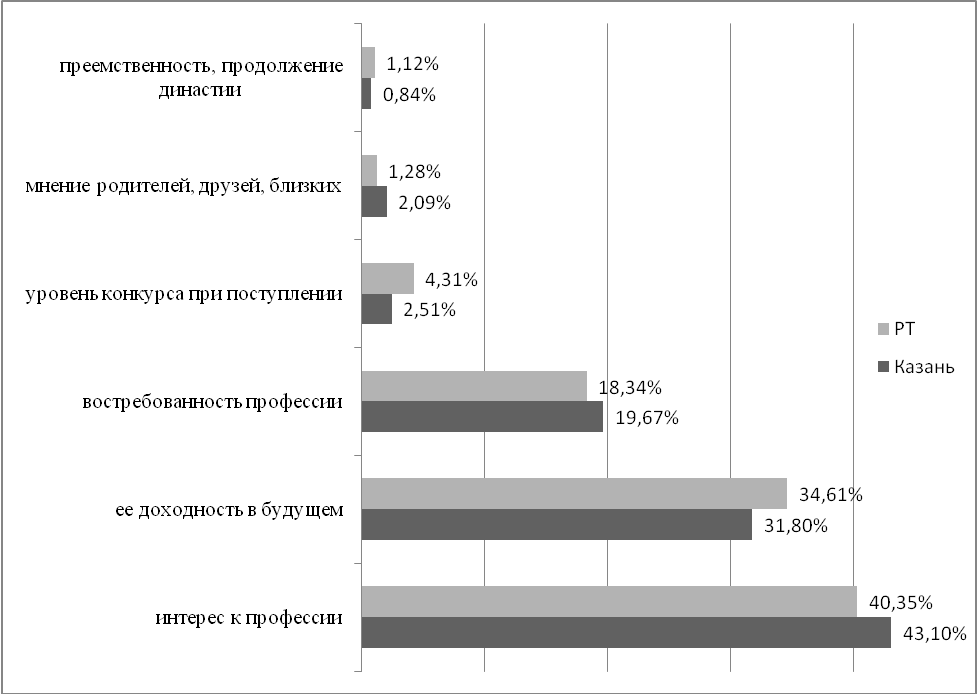 преемственность, продолжение
династии
1,12%
0,84%
мнение родителей, друзей, близких
1,28%
2,09%
уровень конкурса при поступлении
4,31%
2,51%
востребованность профессии
18,34%
19,67%
ее доходность в будущем
34,61%
31,80%
интерес к профессии
40,35%
43,10%
РТ
Казань